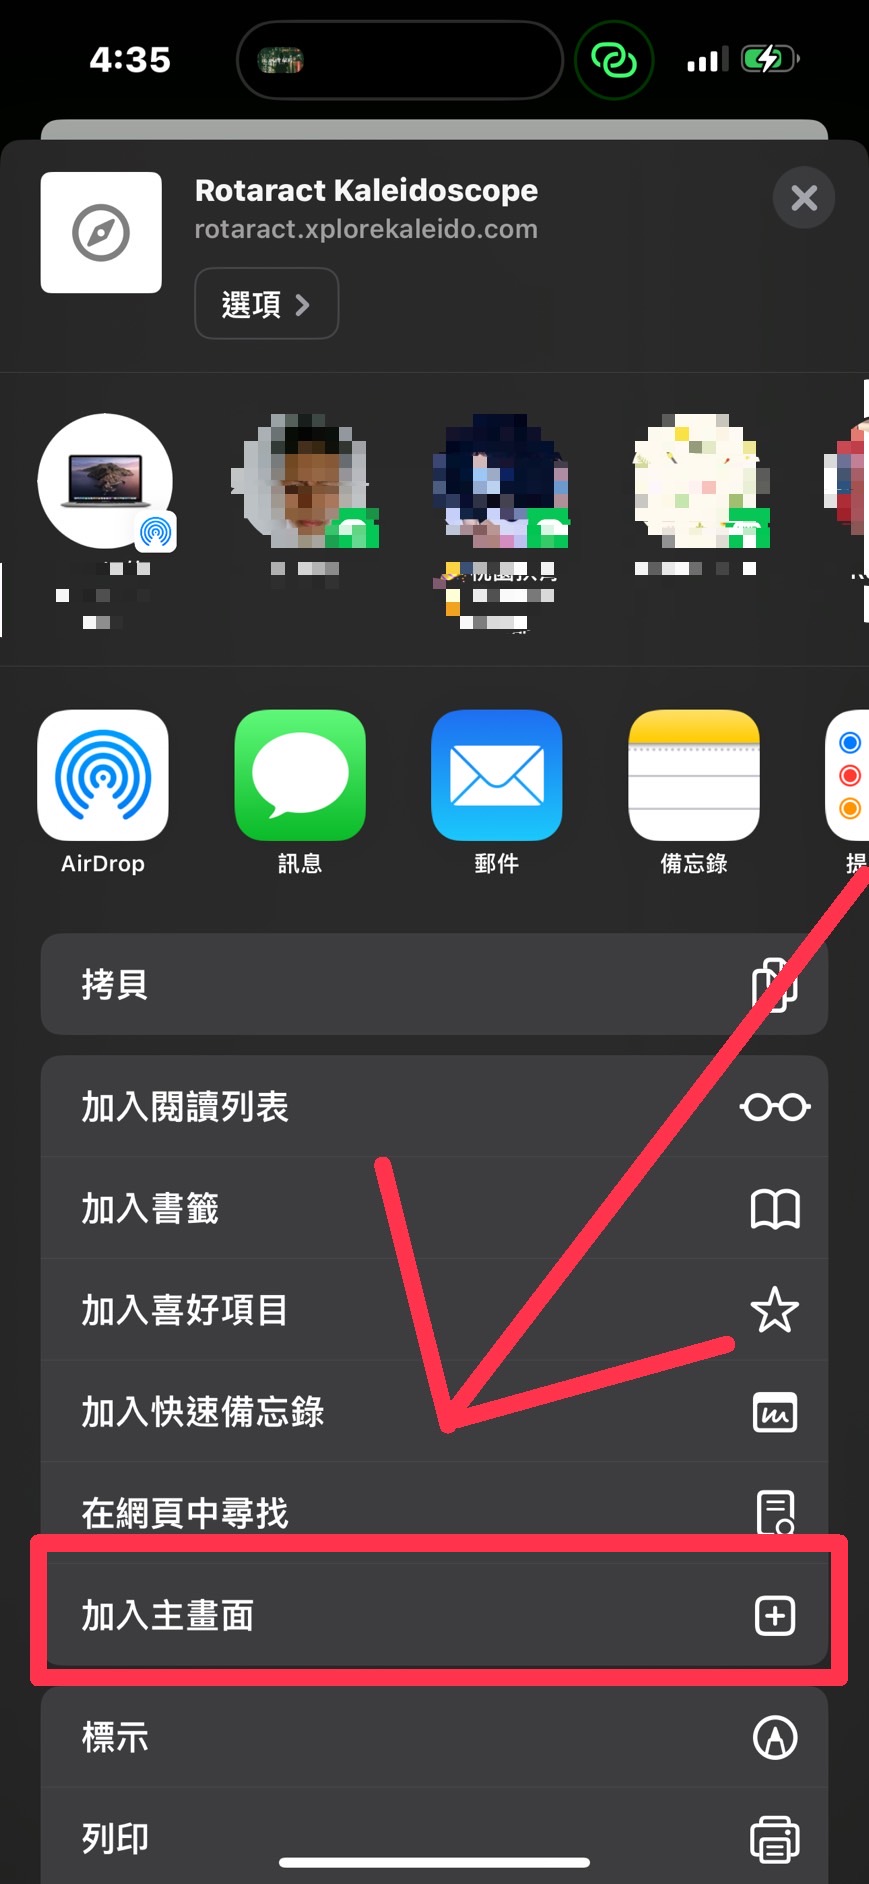 4:35
Rotaract Kaleidoscope
rotaract.xplorekaleido.com
選項
AirDrop
訊息
郵件
備忘錄
提
拷貝
加入閱讀列表
加入書籤
加入喜好項目
加入快速備忘錄
在網頁中尋找
加入主畫面
標示
列印